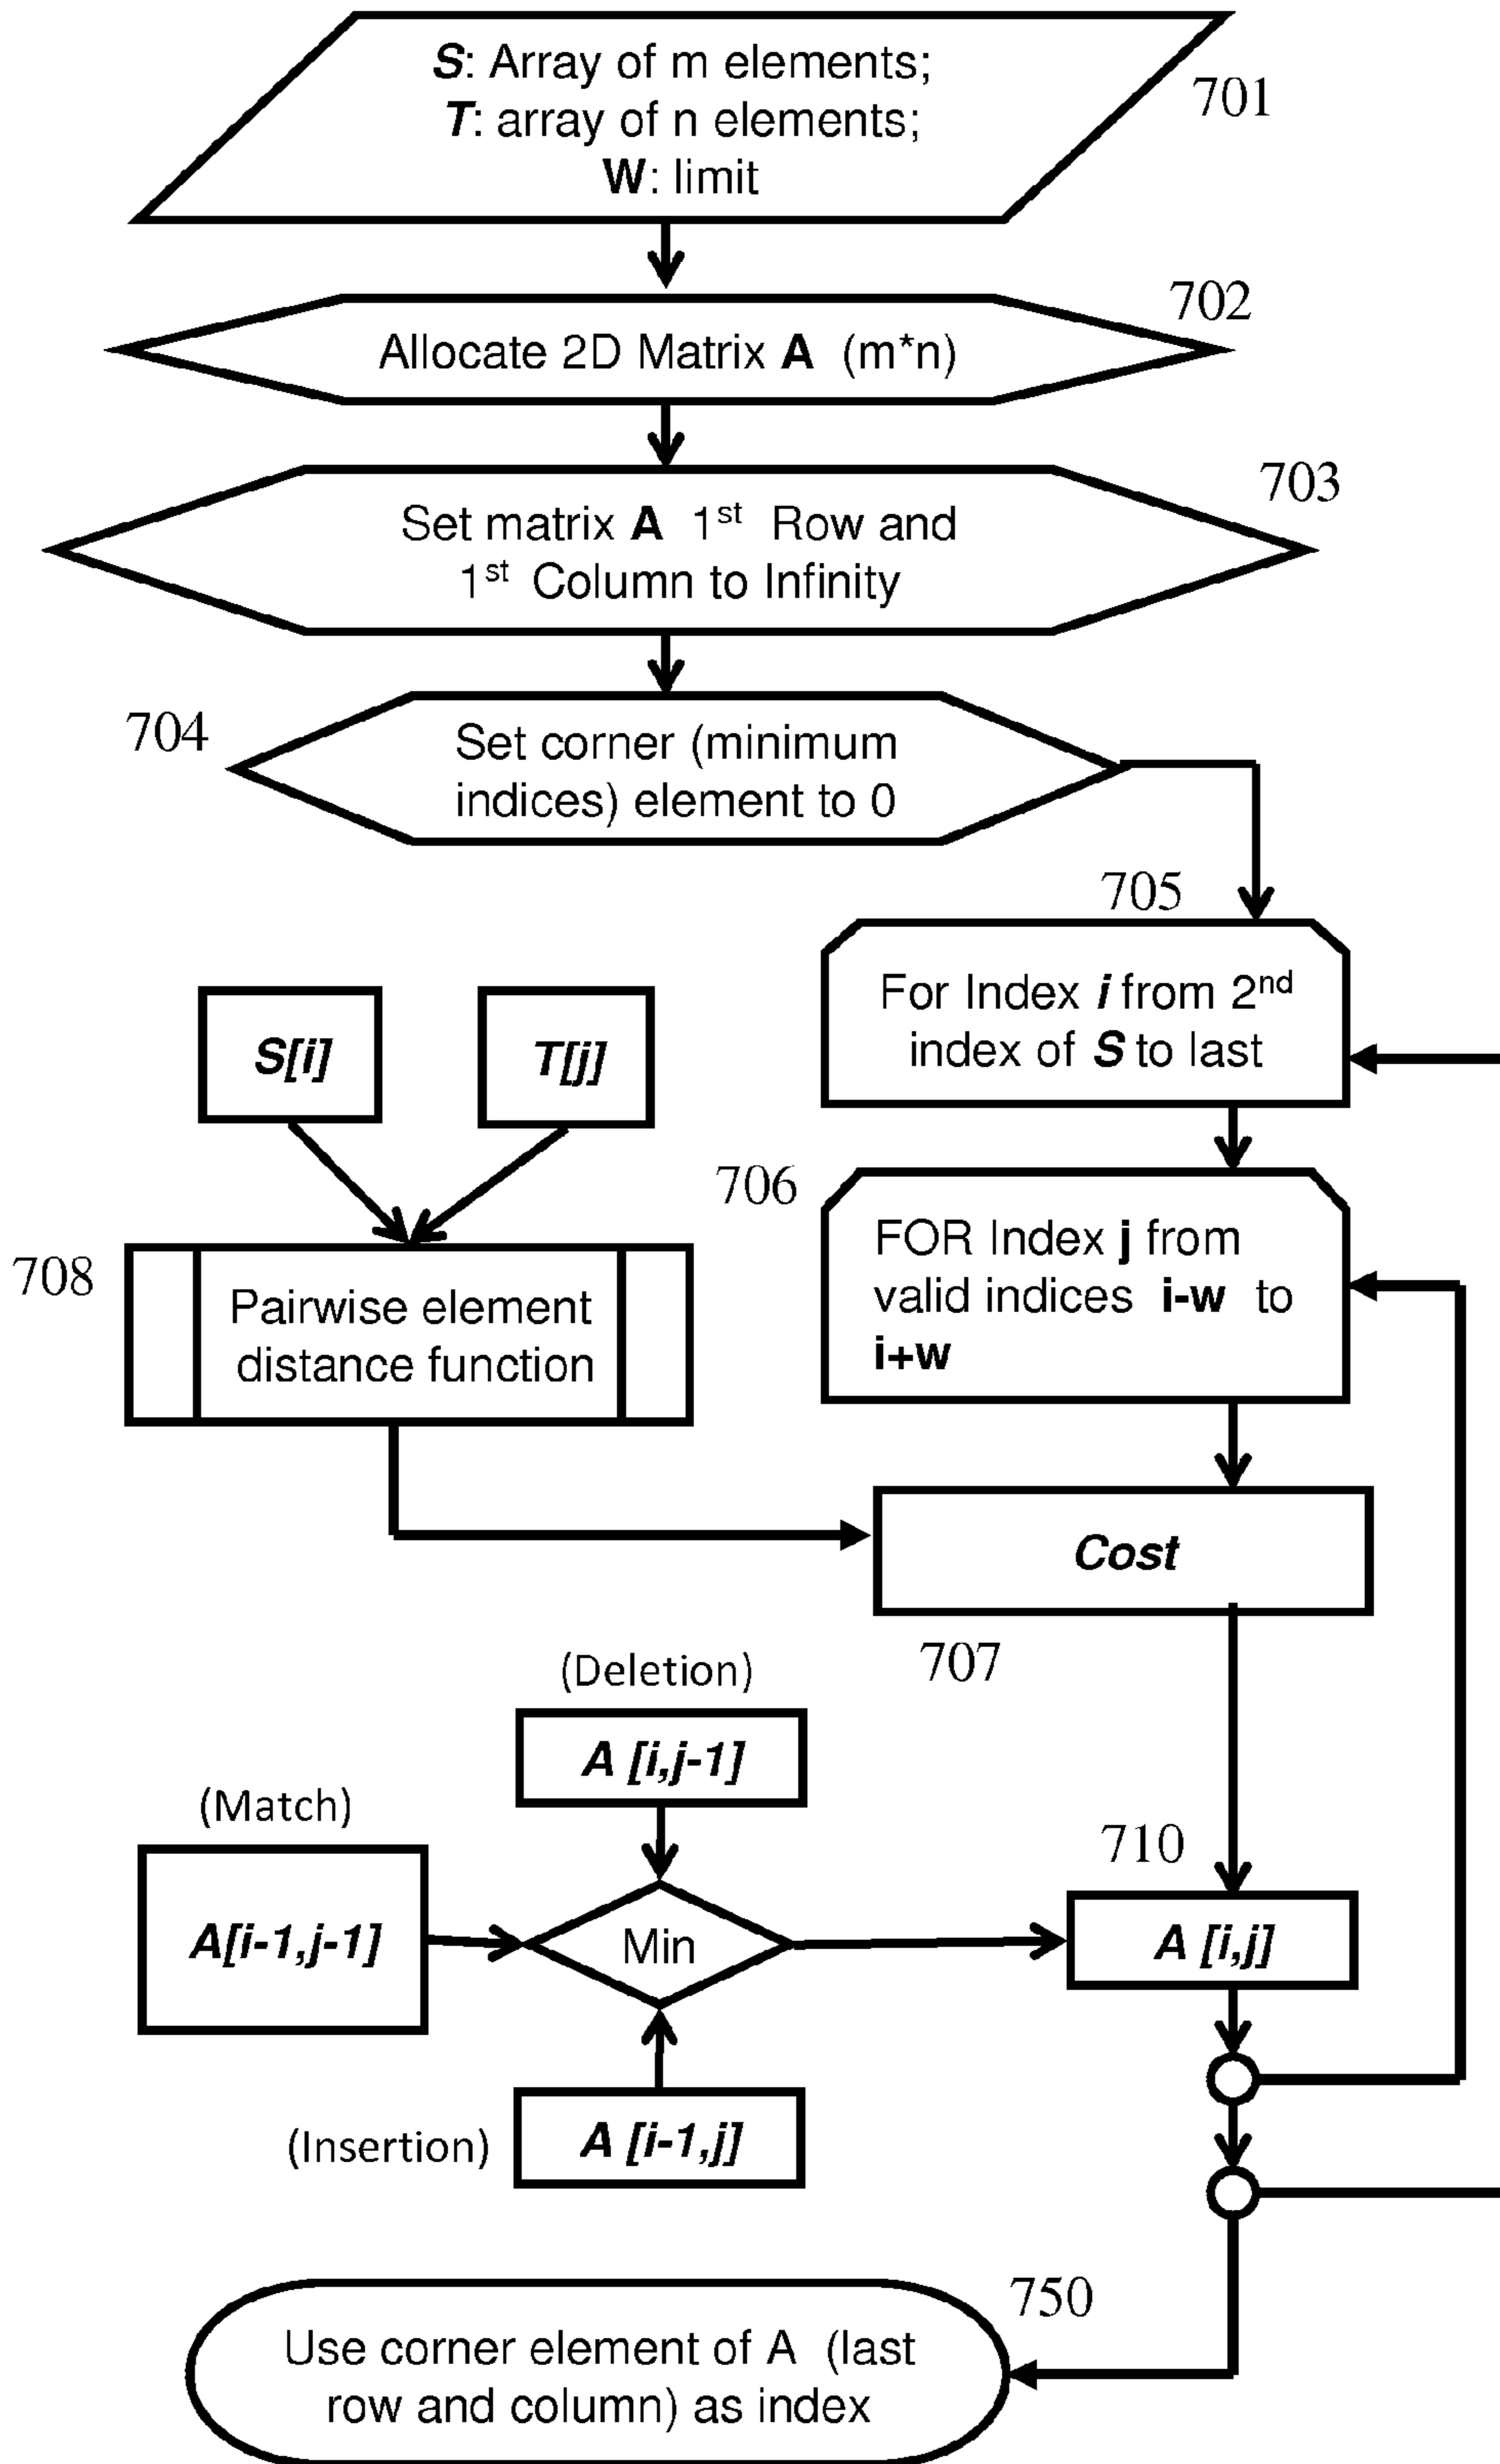 S: Array of m elements;
T: array of n elements;
W: limit
701
702
Allocate 2D Matrix A (m*n)
703
Set matrix A 1st Row and
1st Column to Infinity
704
Set corner (minimum
indices) element to 0
705
For Index i from 2nd
index of S to last
S[i]
T[j]
706
FOR Index j from
valid indices i-w to
i+w
708
Pairwise element
distance function
Cost
707
(Deletion)
A [i,j-1]
(Match)
A[i-1,j-1]
Min
710
A [i,j]
(Insertion)
A [i-1,j]
750
Use corner element of A (last
row and column) as index